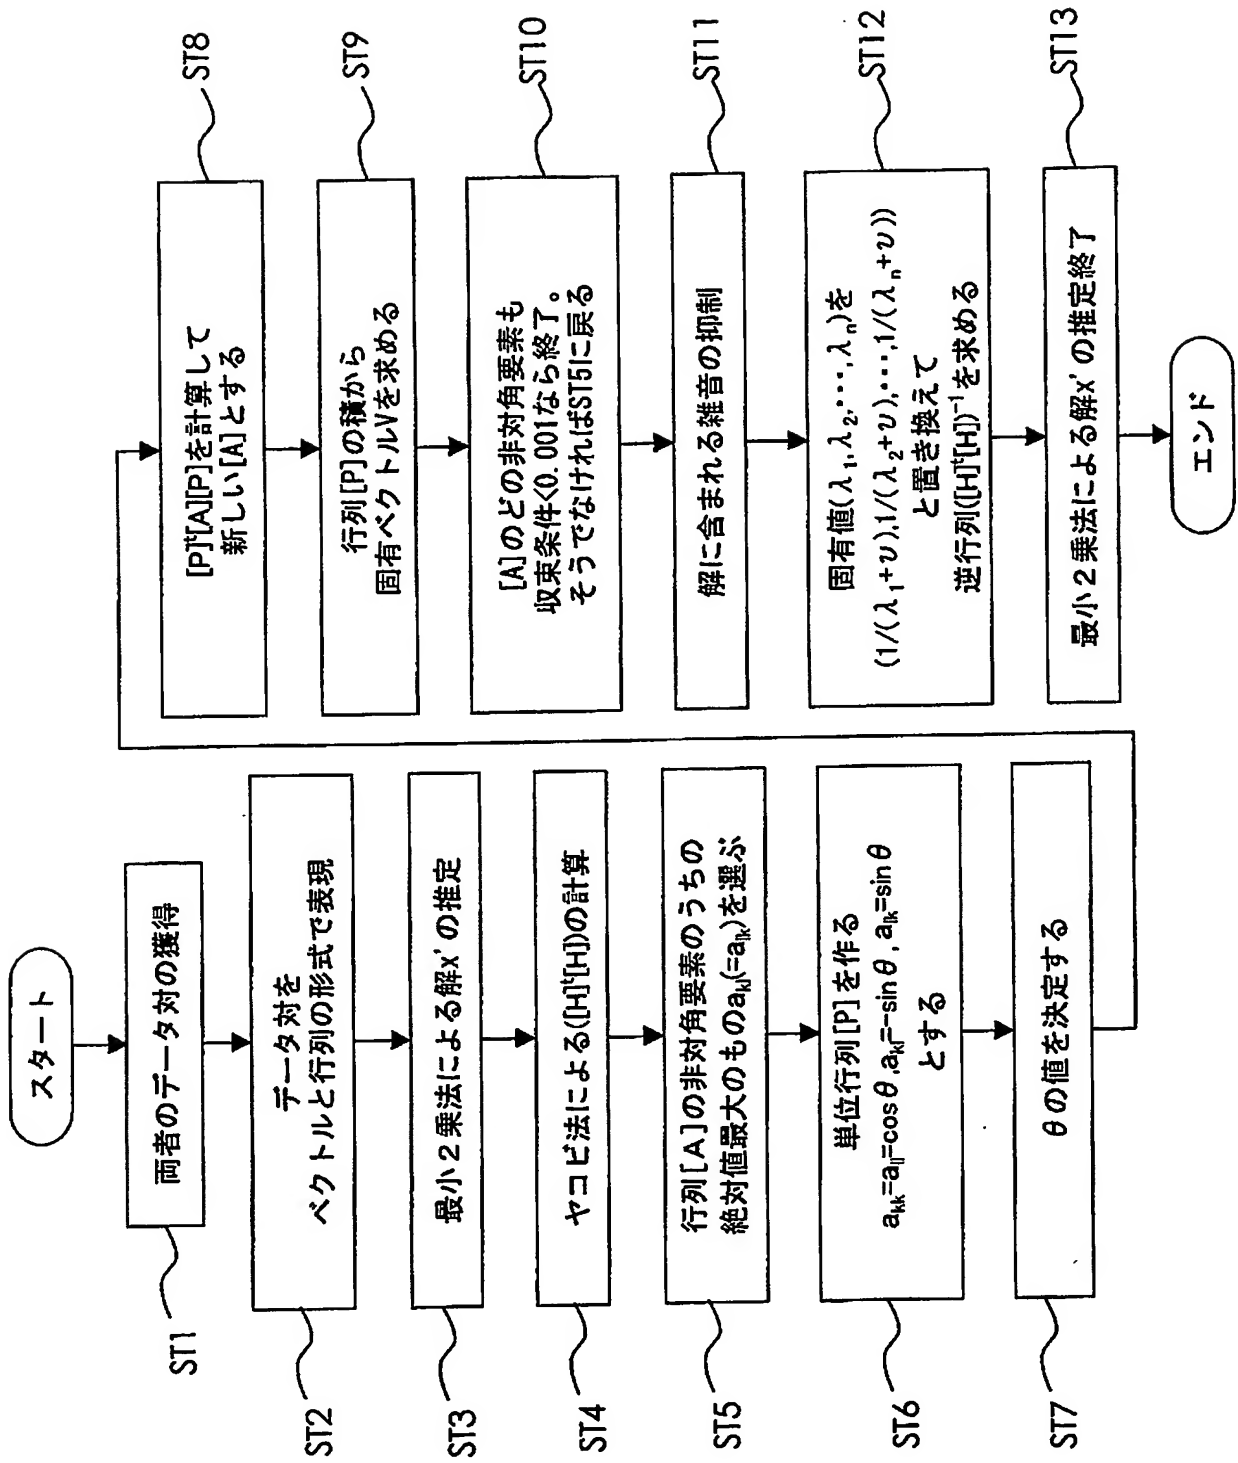 スタート
両者のデータ対の獲得
ST1
データ対を
ベクトルと行列の形式で表現
ST2
最小2乗法による解x'の推定
ST3
ヤコビ法による([H]ᵗ[H])の計算
ST4
行列[A]の非対角要素のうちの
絶対値最大のものaₖₗ(=aₗₖ)を選ぶ
ST5
単位行列[P]を作る
aₖₖ=aₗₗ=cosθ,aₖₗ=-sinθ,aₗₖ=sinθ
とする
ST6
θの値を決定する
ST7
[P]ᵗ[A][P]を計算して
新しい[A]とする
ST8
行列[P]の積から
固有ベクトルVを求める
ST9
[A]のどの非対角要素も
収束条件<0.001なら終了。
そうでなければST5に戻る
ST10
解に含まれる雑音の抑制
ST11
固有値(λ₁,λ₂,···,λₙ)を
(1/(λ₁+υ),1/(λ₂+υ),···,1/(λₙ+υ))
と置き換えて
逆行列([H]ᵗ[H])⁻¹を求める
ST12
最小2乗法による解x'の推定終了
ST13
エンド